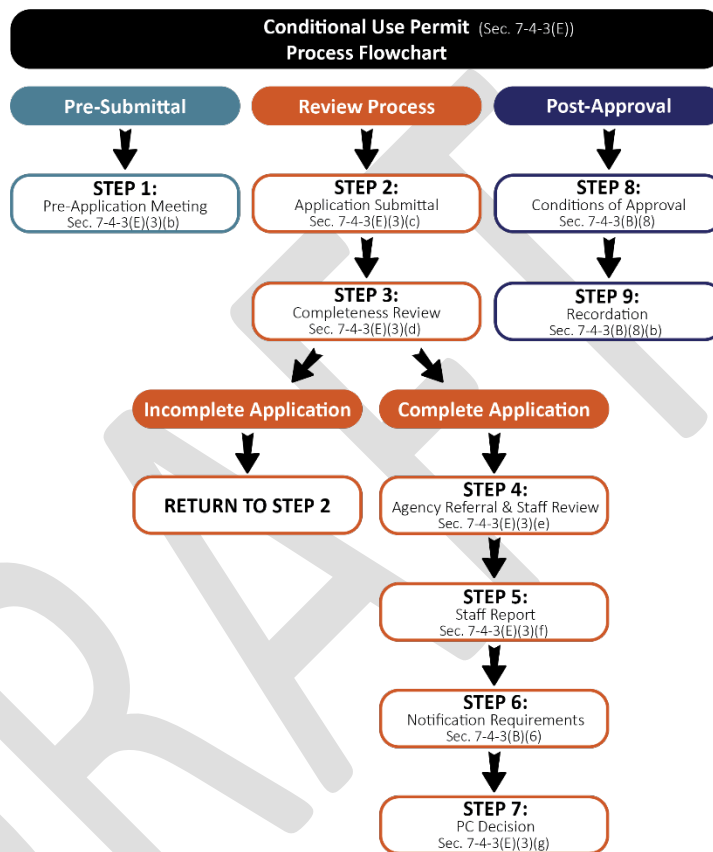 Conditional Use Permit (Sec. 7-4-3(E))
Process Flowchart
Pre-Submittal
Review Process
Post-Approval
STEP 1:
Pre-Application Meeting
Sec. 7-4-3(E)(3)(b)
STEP 2:
Application Submittal
Sec. 7-4-3(E)(3)(c)
STEP 8:
Conditions of Approval
Sec. 7-4-3(B)(8)
STEP 3:
Completeness Review
Sec. 7-4-3(E)(3)(d)
STEP 9:
Recordation
Sec. 7-4-3(B)(8)(b)
Incomplete Application
Complete Application
RETURN TO STEP 2
STEP 4:
Agency Referral & Staff Review
Sec. 7-4-3(E)(3)(e)
STEP 5:
Staff Report
Sec. 7-4-3(E)(3)(f)
STEP 6:
Notification Requirements
Sec. 7-4-3(B)(6)
STEP 7:
PC Decision
Sec. 7-4-3(E)(3)(g)
DRAFT